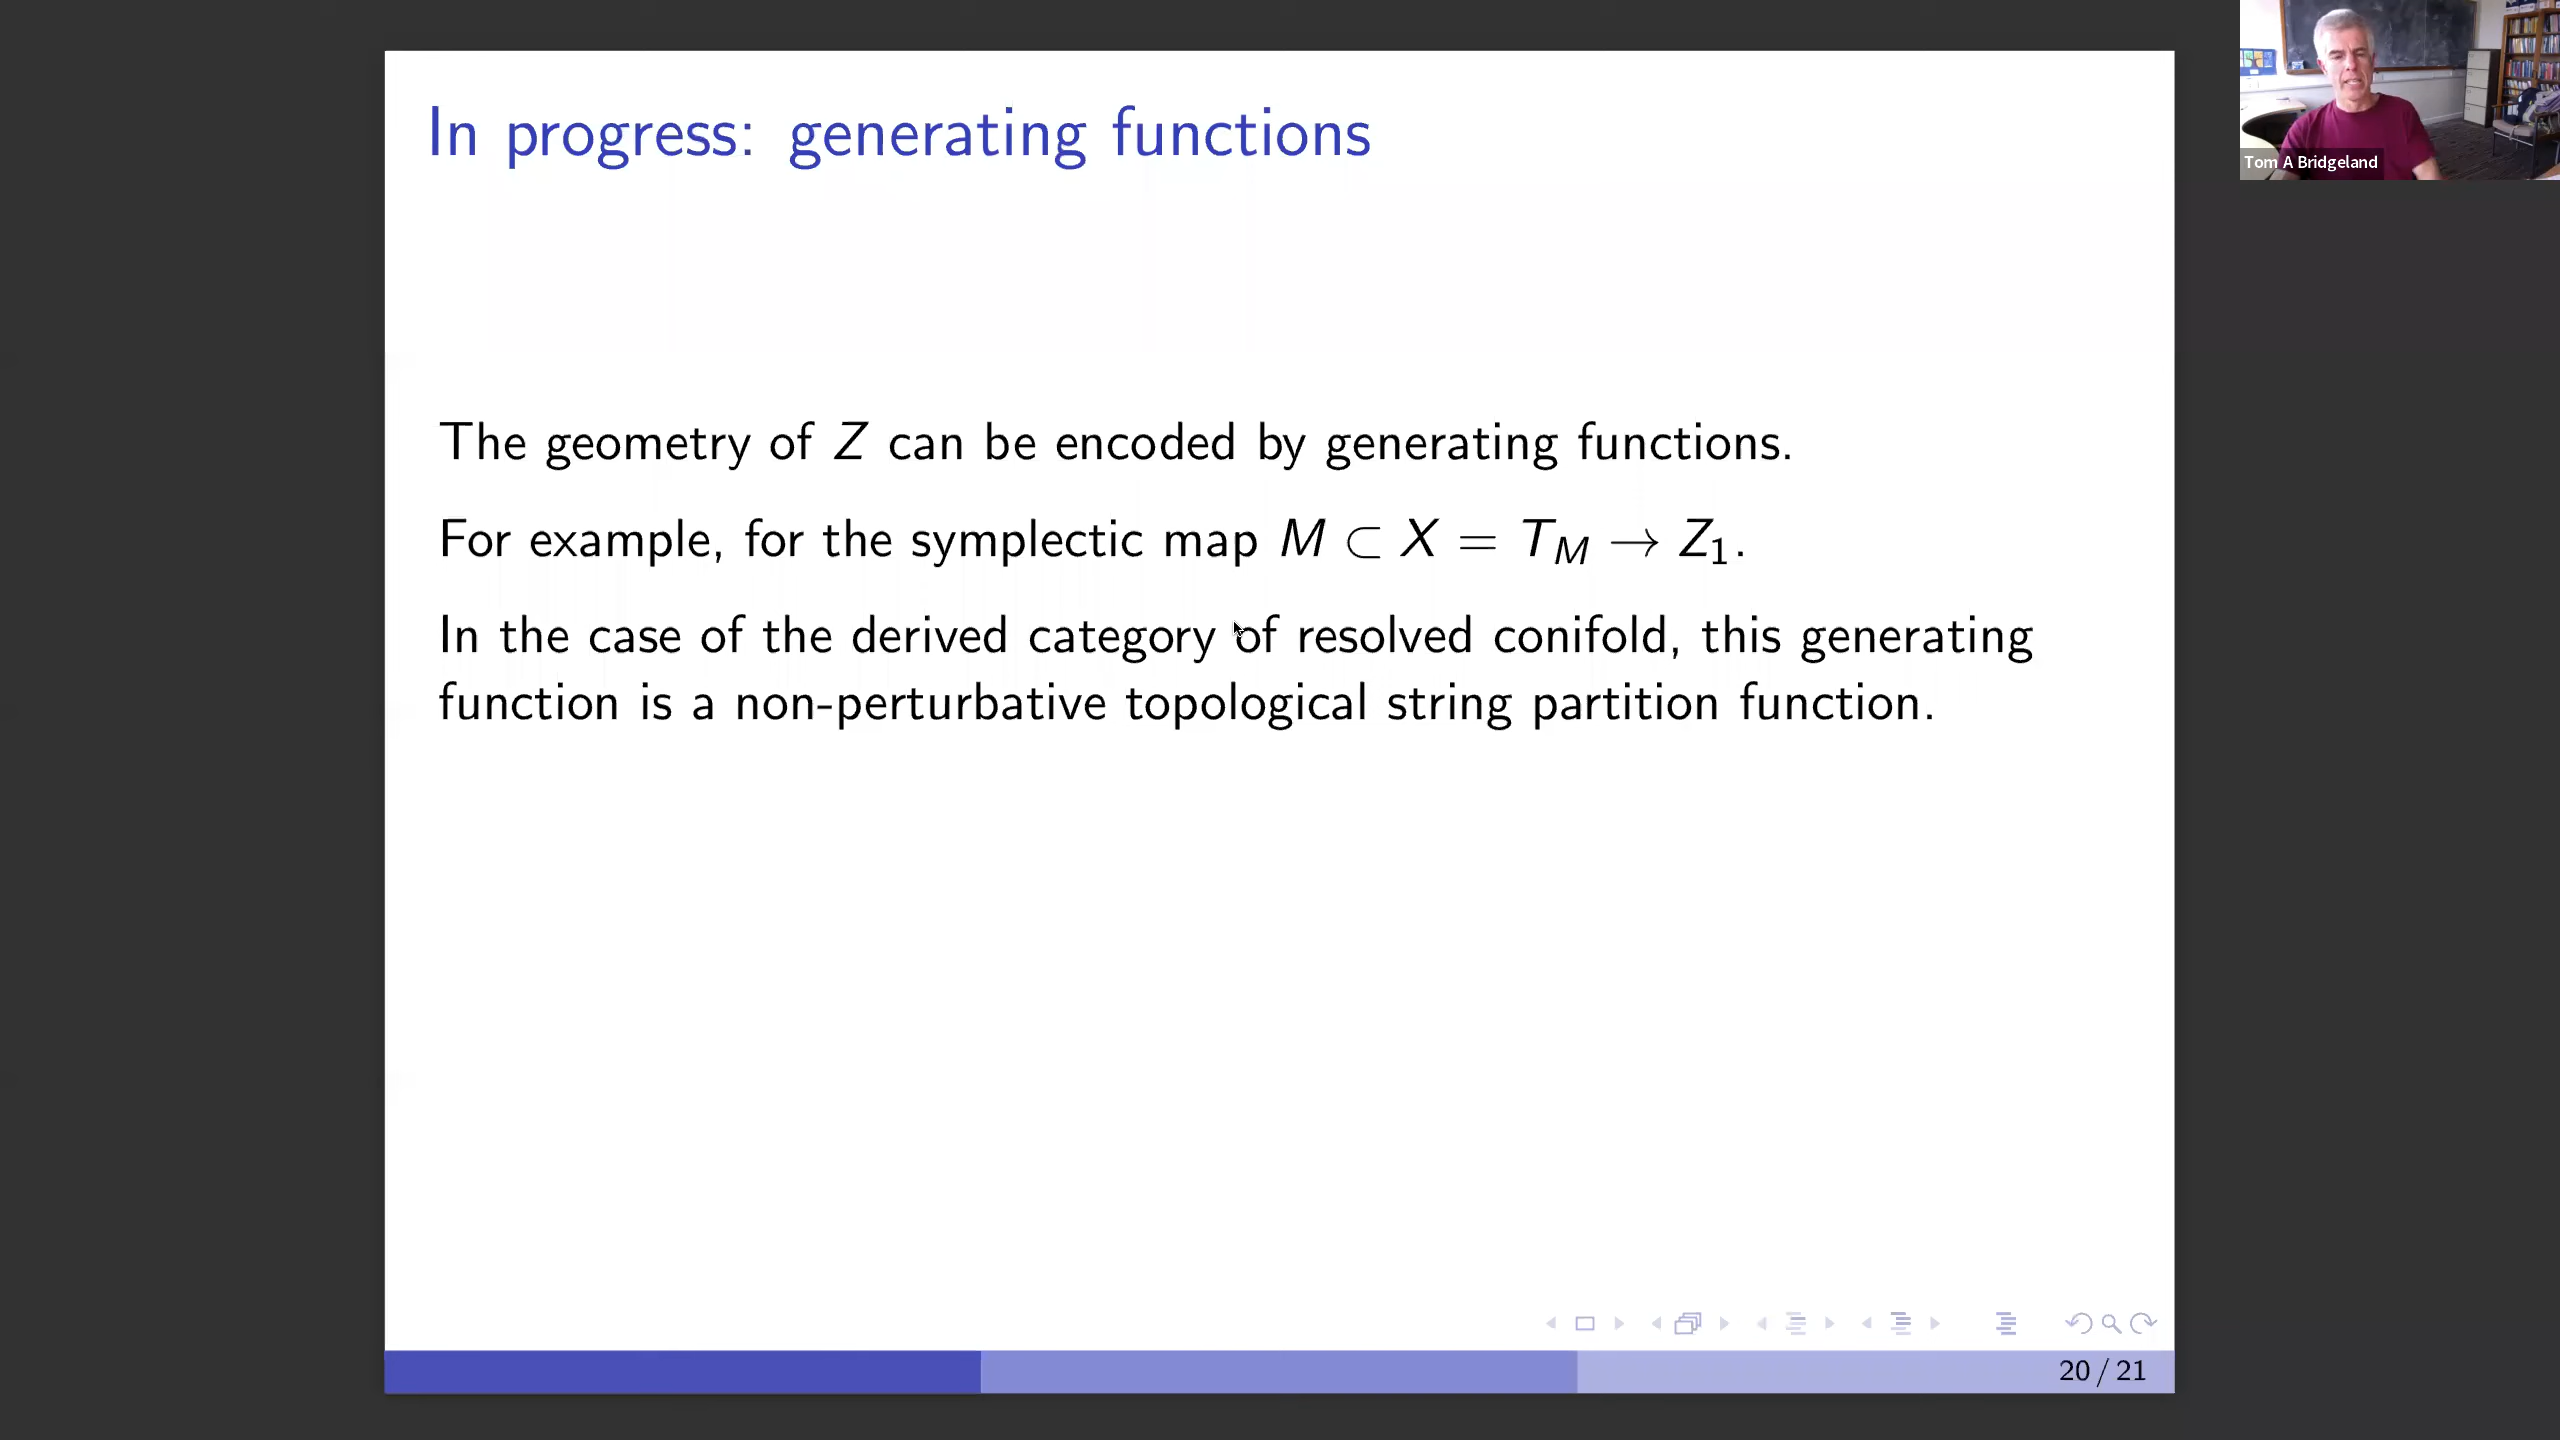 In progress: generating functions
Tom A Bridgeland
The geometry of Z can be encoded by generating functions.
For example, for the symplectic map M ⊂ X = T_M → Z_1.
In the case of the derived category of resolved conifold, this generating
function is a non-perturbative topological string partition function.
20 / 21